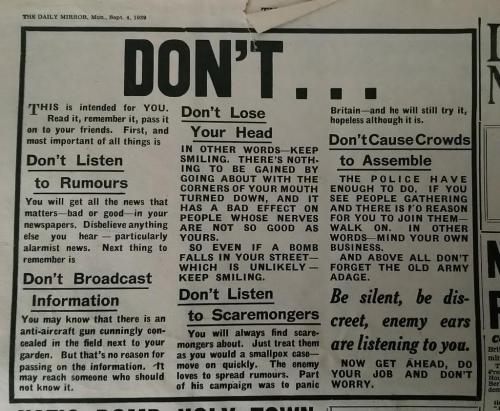 THE DAILY MIRROR, Mon., Sept. 4, 1939
DON'T...
THIS is intended for YOU.
Read it, remember it, pass it
on to your friends. First, and
most important of all things is
Don't Listen
to Rumours
You will get all the news that
matters—bad or good—in your
newspapers. Disbelieve anything
else you hear — particularly
alarmist news. Next thing to
remember is
Don't Broadcast
Information
You may know that there is an
anti-aircraft gun cunningly con-
cealed in the field next to your
garden. But that's no reason for
passing on the information. It
may reach someone who should
not know it.
Don't Lose
Your Head
IN OTHER WORDS—KEEP
SMILING. THERE'S NOTH-
ING TO BE GAINED BY
GOING ABOUT WITH THE
CORNERS OF YOUR MOUTH
TURNED DOWN, AND IT
HAS A BAD EFFECT ON
PEOPLE WHOSE NERVES
ARE NOT SO GOOD AS
YOURS.
SO EVEN IF A BOMB
FALLS IN YOUR STREET—
WHICH IS UNLIKELY—
KEEP SMILING.
Don't Listen
to Scaremongers
You will always find scare-
mongers about. Just treat them
as you would a smallpox case—
move on quickly. The enemy
loves to spread rumours. Part
of his campaign was to panic
Britain—and he will still try it,
hopeless although it is.
Don't Cause Crowds
to Assemble
THE POLICE HAVE
ENOUGH TO DO. IF YOU
SEE PEOPLE GATHERING
AND THERE IS NO REASON
FOR YOU TO JOIN THEM—
WALK ON. IN OTHER
WORDS—MIND YOUR OWN
BUSINESS.
AND ABOVE ALL DON'T
FORGET THE OLD ARMY
ADAGE.
Be silent, be dis-
creet, enemy ears
are listening to you.
NOW GET AHEAD, DO
YOUR JOB AND DON'T
WORRY.